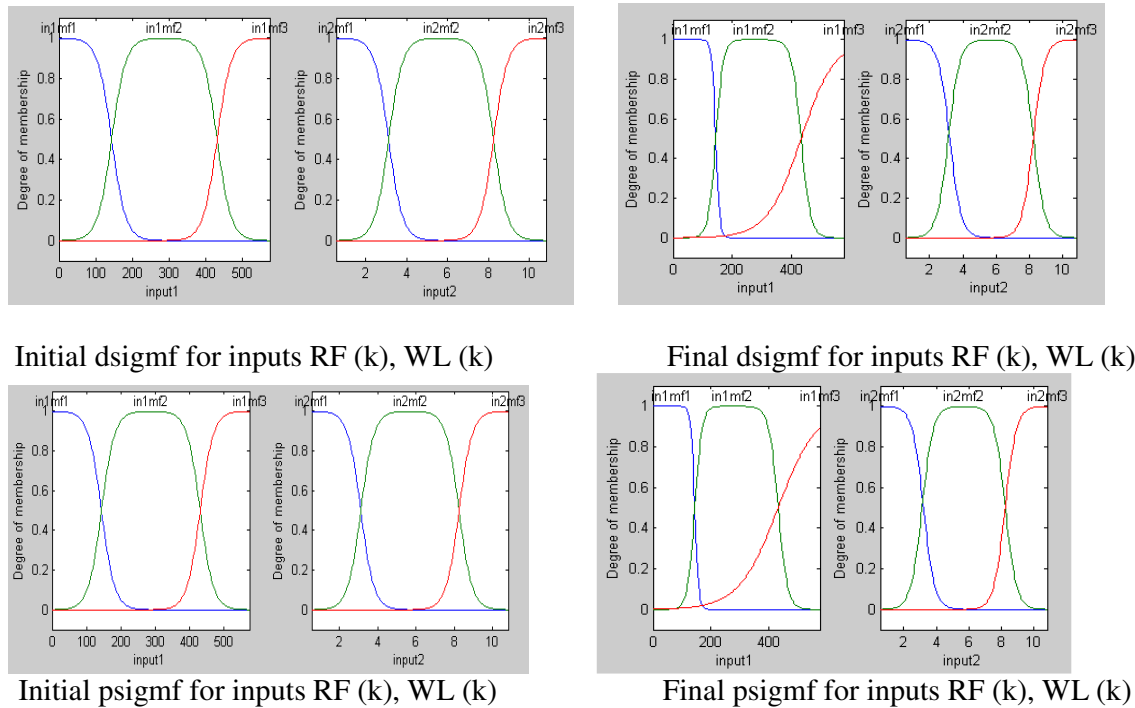 in1mf1 in1mf2 in1mf3
1
0.8
0.6
0.4
0.2
0
Degree of membership
0 100 200 300 400 500
input1
in2mf1 in2mf2 in2mf3
1
0.8
0.6
0.4
0.2
0
Degree of membership
2 4 6 8 10
input2
in1mf1 in1mf2 in1mf3
1
0.8
0.6
0.4
0.2
0
Degree of membership
0 200 400
input1
in2mf1 in2mf2 in2mf3
1
0.8
0.6
0.4
0.2
0
Degree of membership
2 4 6 8 10
input2
Initial dsigmf for inputs RF (k), WL (k)
Final dsigmf for inputs RF (k), WL (k)
in1mf1 in1mf2 in1mf3
1
0.8
0.6
0.4
0.2
0
Degree of membership
0 100 200 300 400 500
input1
in2mf1 in2mf2 in2mf3
1
0.8
0.6
0.4
0.2
0
Degree of membership
2 4 6 8 10
input2
in1mf1 in1mf2 in1mf3
1
0.8
0.6
0.4
0.2
0
Degree of membership
0 200 400
input1
in2mf1 in2mf2 in2mf3
1
0.8
0.6
0.4
0.2
0
Degree of membership
2 4 6 8 10
input2
Initial psigmf for inputs RF (k), WL (k)
Final psigmf for inputs RF (k), WL (k)